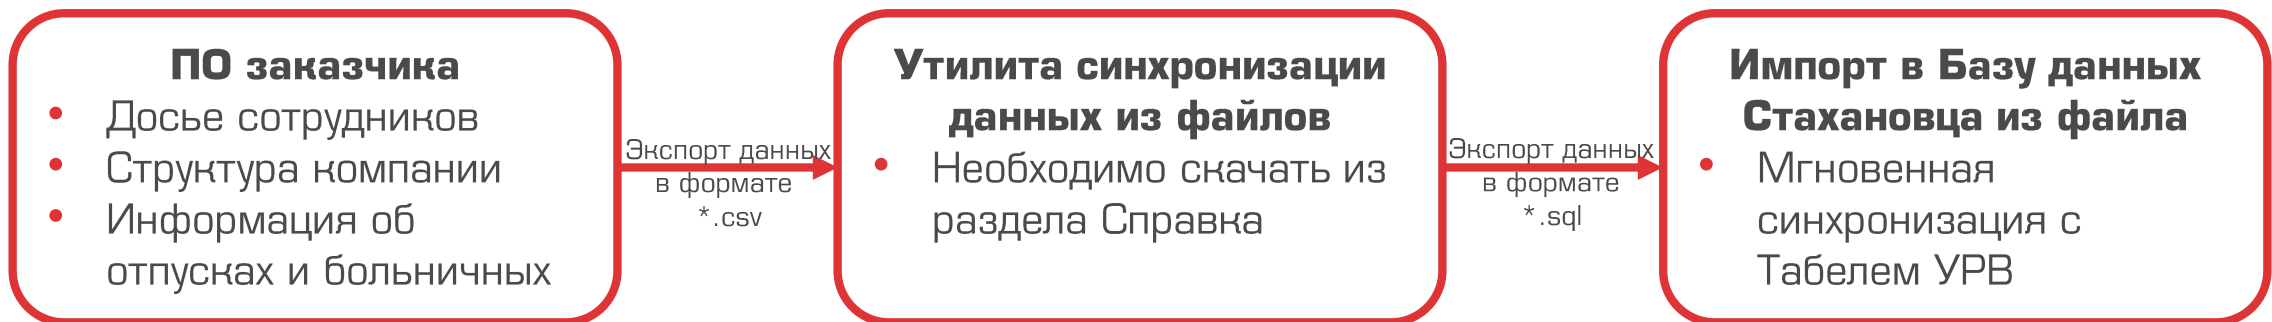 ПО заказчика
• Досье сотрудников
• Структура компании
• Информация об
отпусках и больничных
Экспорт данных
в формате
*.csv
Утилита синхронизации
данных из файлов
• Необходимо скачать из
раздела Справка
Экспорт данных
в формате
*.sql
Импорт в Базу данных
Стахановца из файла
• Мгновенная
синхронизация с
Табелем УРВ